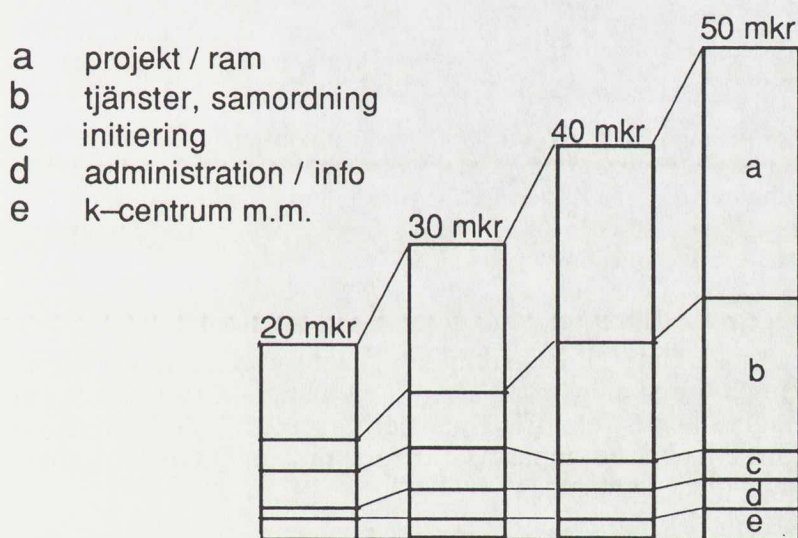 a projekt / ram
b tjänster, samordning
c initiering
d administration / info
e k–centrum m.m.
20 mkr
30 mkr
40 mkr
50 mkr
a
b
c
d
e